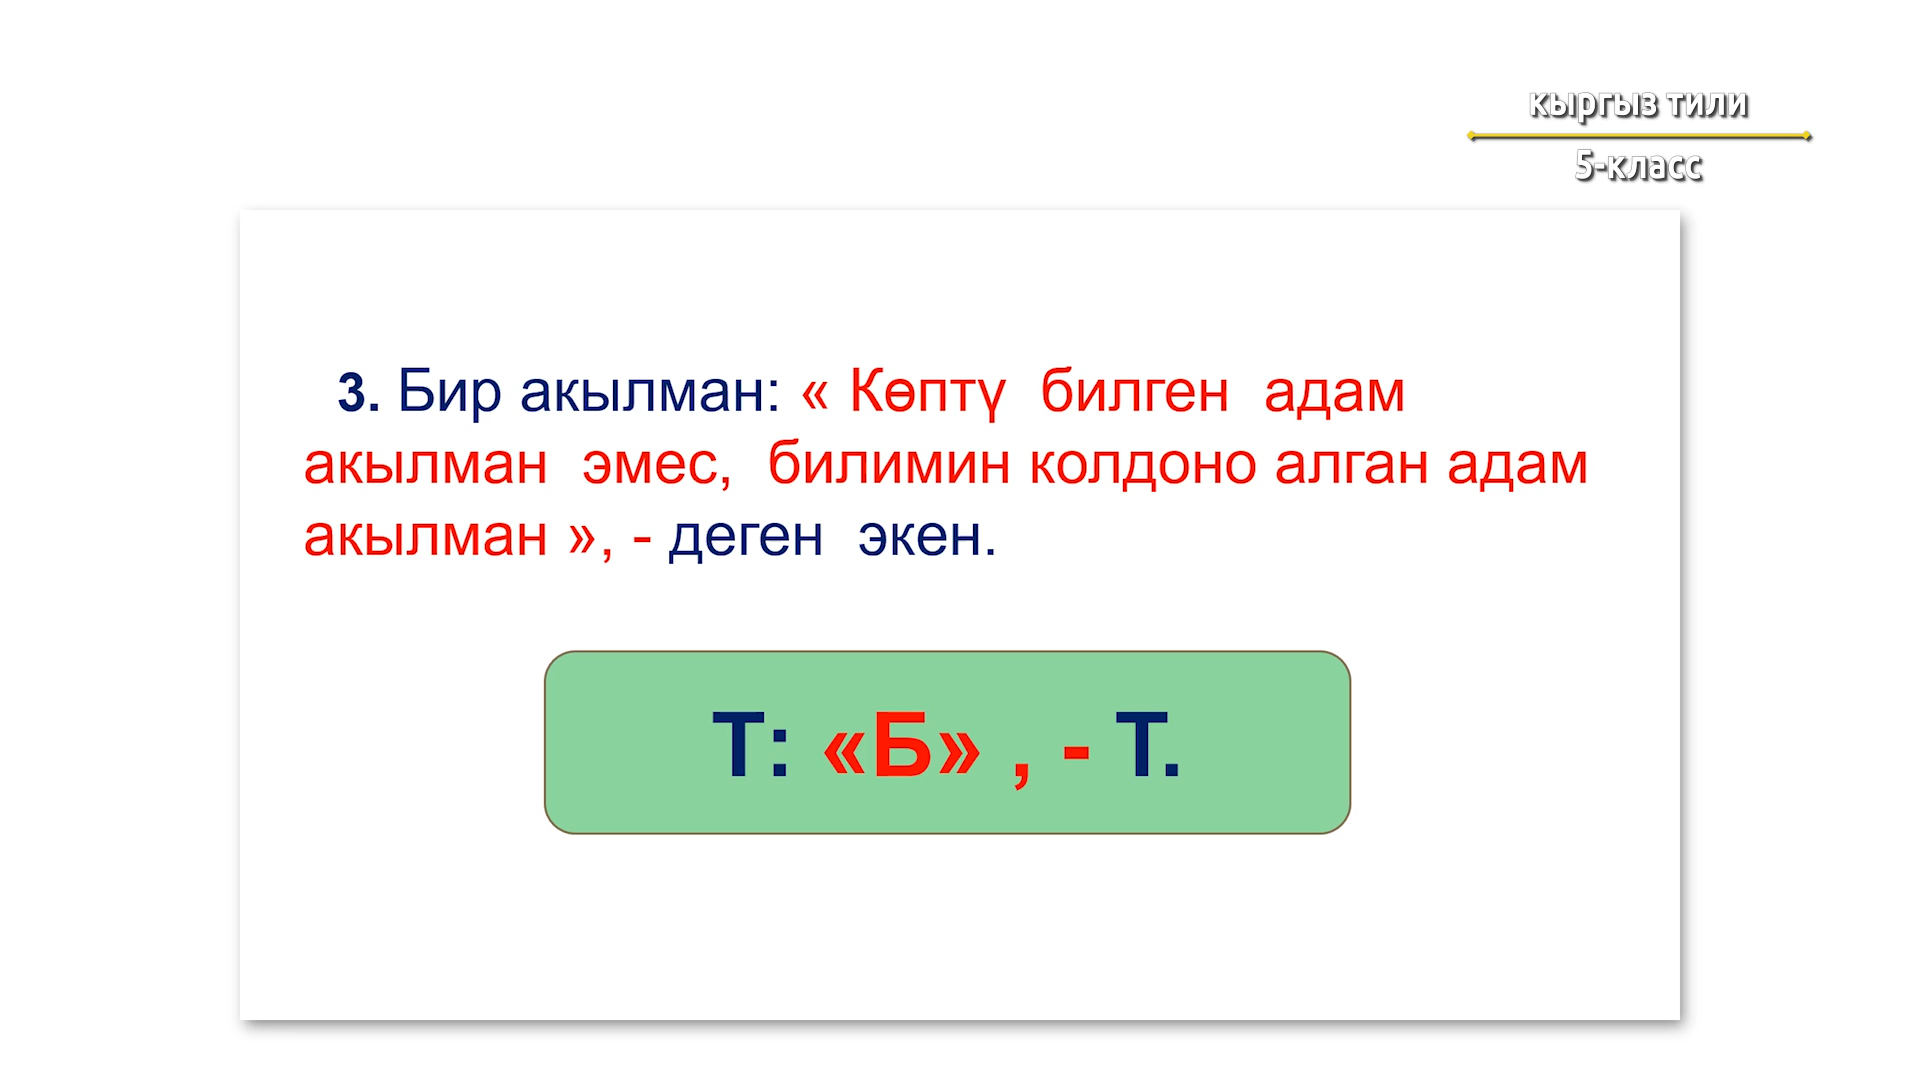 кыргыз тили
5-класс
3. Бир акылман: « Көптү билген адам
акылман эмес, билимин колдоно алган адам
акылман », - деген экен.
Т: «Б» , - Т.